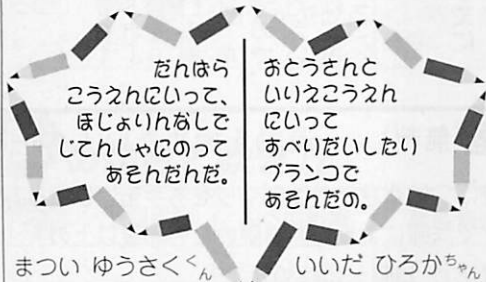 だんはら
こうえんにいって、
ほじょりんなしで
じてんしゃにのって
あそんだんだ。
まつい ゆうさくくん
おとうさんと
いりえこうえん
にいって
すべりだいしたり
ブランコで
あそんだの。
いいだ ひろかちゃん